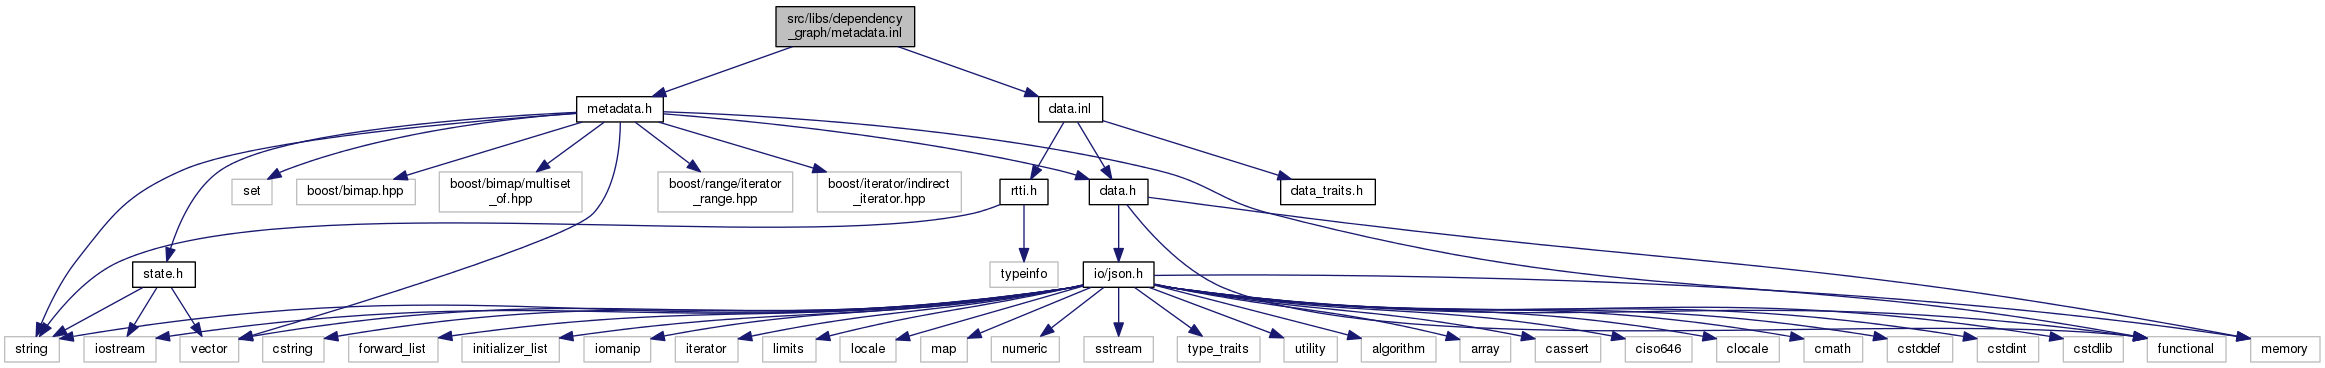 src/libs/dependency
_graph/metadata.inl
metadata.h
data.inl
set
boost/bimap.hpp
boost/bimap/multiset
_of.hpp
boost/range/iterator
_range.hpp
boost/iterator/indirect
_iterator.hpp
rtti.h
data.h
data_traits.h
state.h
typeinfo
io/json.h
string
iostream
vector
cstring
forward_list
initializer_list
iomanip
iterator
limits
locale
map
numeric
sstream
type_traits
utility
algorithm
array
cassert
ciso646
clocale
cmath
cstddef
cstdint
cstdlib
functional
memory